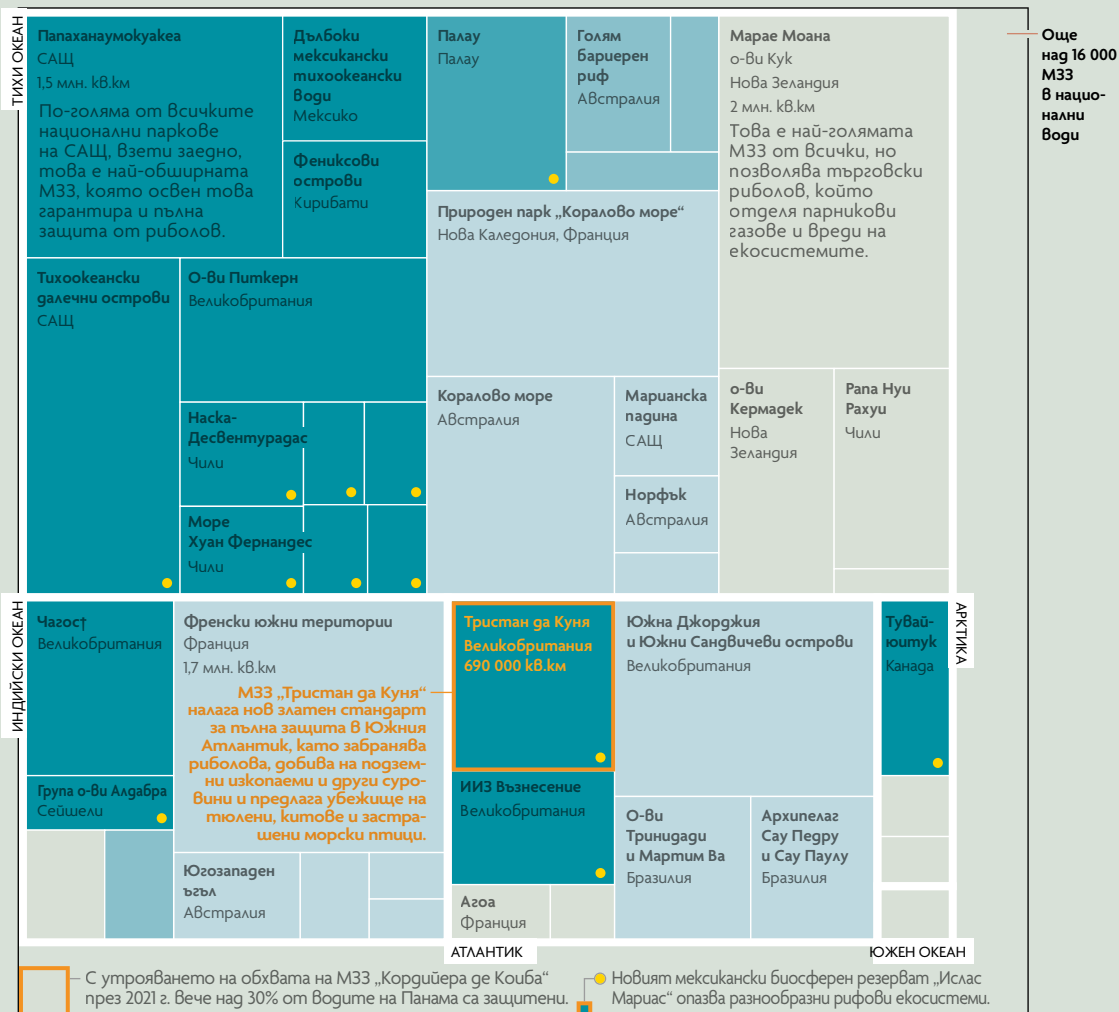 ТИХИ ОКЕАН
Папаханаумокуакеа
САЩ
1,5 млн. кв.км
По-голяма от всичките
национални паркове
на САЩ, взети заедно,
това е най-обширната
МЗЗ, която освен това
гарантира и пълна
защита от риболов.
Дълбоки
мексикански
тихоокеански
води
Мексико
Фениксови
острови
Кирибати
Палау
Палау
Голям
бариерен
риф
Австралия
Марае Моана
о-ви Кук
Нова Зеландия
2 млн. кв.км
Това е най-голямата
МЗЗ от всички, но
позволява търговски
риболов, който
отделя парникови
газове и вреди на
екосистемите.
Още
над 16 000
МЗЗ
в нацио-
нални
води
Природен парк „Коралово море“
Нова Каледония, Франция
Тихоокеански
далечни острови
САЩ
О-ви Питкерн
Великобритания
Наска-
Десвентурадас
Чили
Море
Хуан Фернандес
Чили
Коралово море
Австралия
Марианска
падина
САЩ
Норфък
Австралия
о-ви
Кермадек
Нова
Зеландия
Рапа Нуи
Рахуи
Чили
ИНДИЙСКИ ОКЕАН
Чагос†
Великобритания
Група о-ви Алдабра
Сейшели
Френски южни територии
Франция
1,7 млн. кв.км
МЗЗ „Тристан да Куня“
налага нов златен стандарт
за пълна защита в Южния
Атлантик, като забранява
риболова, добива на подзем-
ни изкопаеми и други суро-
вини и предлага убежище на
тюлени, китове и застра-
шени морски птици.
Югозападен
ъгъл
Австралия
Тристан да Куня
Великобритания
690 000 кв.км
ИИЗ Възнесение
Великобритания
Агоа
Франция
Южна Джорджия
и Южни Сандвичеви острови
Великобритания
О-ви
Тринидади
и Мартим Ва
Бразилия
Архипелаг
Сау Педру
и Сау Паулу
Бразилия
Тувай-
юитук
Канада
АРКТИКА
АТЛАНТИК
ЮЖЕН ОКЕАН
С утрояването на обхвата на МЗЗ „Кордийера де Коиба“
през 2021 г. вече над 30% от водите на Панама са защитени.
Новият мексикански биосферен резерват „Ислас
Мариас“ опазва разнообразни рифови екосистеми.